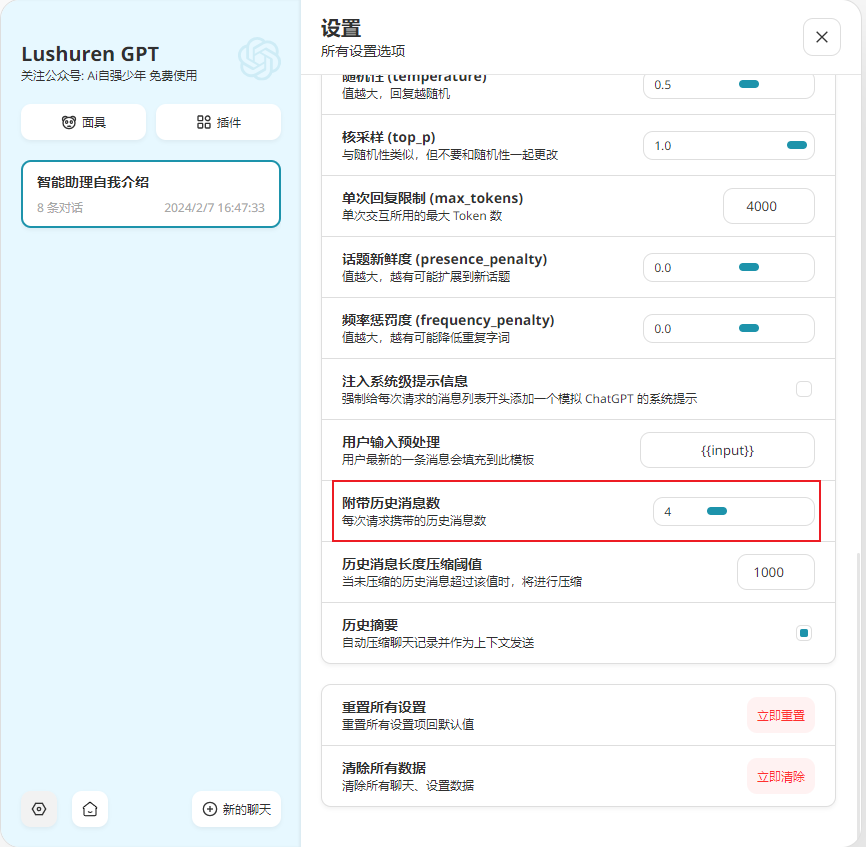 Lushuren GPT
关注公众号: Ai自强少年 免费使用
面具
插件
智能助理自我介绍
8 条对话
2024/2/7 16:47:33
新的聊天
设置
所有设置选项
随机性 (temperature)
值越大，回复越随机
0.5
核采样 (top_p)
与随机性类似，但不要和随机性一起更改
1.0
单次回复限制 (max_tokens)
单次交互所用的最大 Token 数
4000
话题新鲜度 (presence_penalty)
值越大，越有可能扩展到新话题
0.0
频率惩罚度 (frequency_penalty)
值越大，越有可能降低重复字词
0.0
注入系统级提示信息
强制给每次请求的消息列表开头添加一个模拟 ChatGPT 的系统提示
用户输入预处理
用户最新的一条消息会填充到此模板
{{input}}
附带历史消息数
每次请求携带的历史消息数
4
历史消息长度压缩阈值
当未压缩的历史消息超过该值时，将进行压缩
1000
历史摘要
自动压缩聊天记录并作为上下文发送
重置所有设置
重置所有设置项回默认值
立即重置
清除所有数据
清除所有聊天、设置数据
立即清除